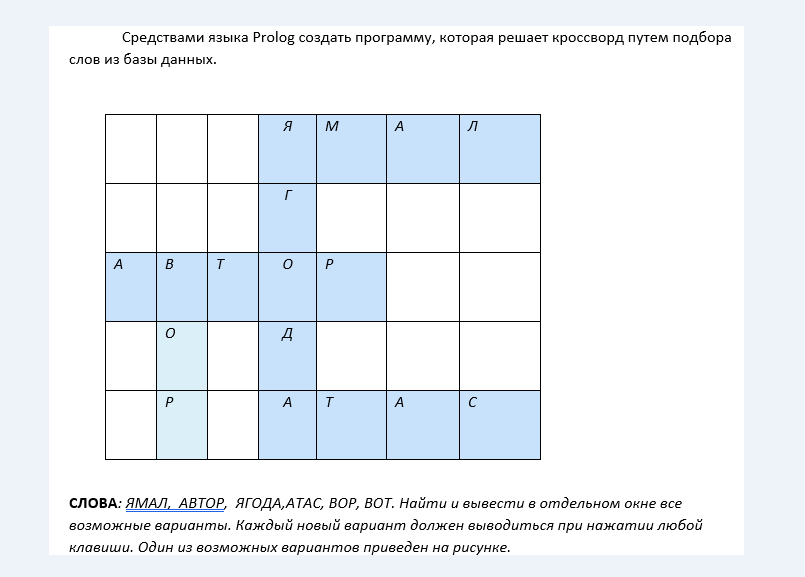 Средствами языка Prolog создать программу, которая решает кроссворд путем подбора
слов из базы данных.
Я М А Л
Г
А В Т О Р
О Д
Р А Т А С
СЛОВА: ЯМАЛ, АВТОР, ЯГОДА,АТАС, ВОР, ВОТ. Найти и вывести в отдельном окне все
возможные варианты. Каждый новый вариант должен выводиться при нажатии любой
клавиши. Один из возможных вариантов приведен на рисунке.